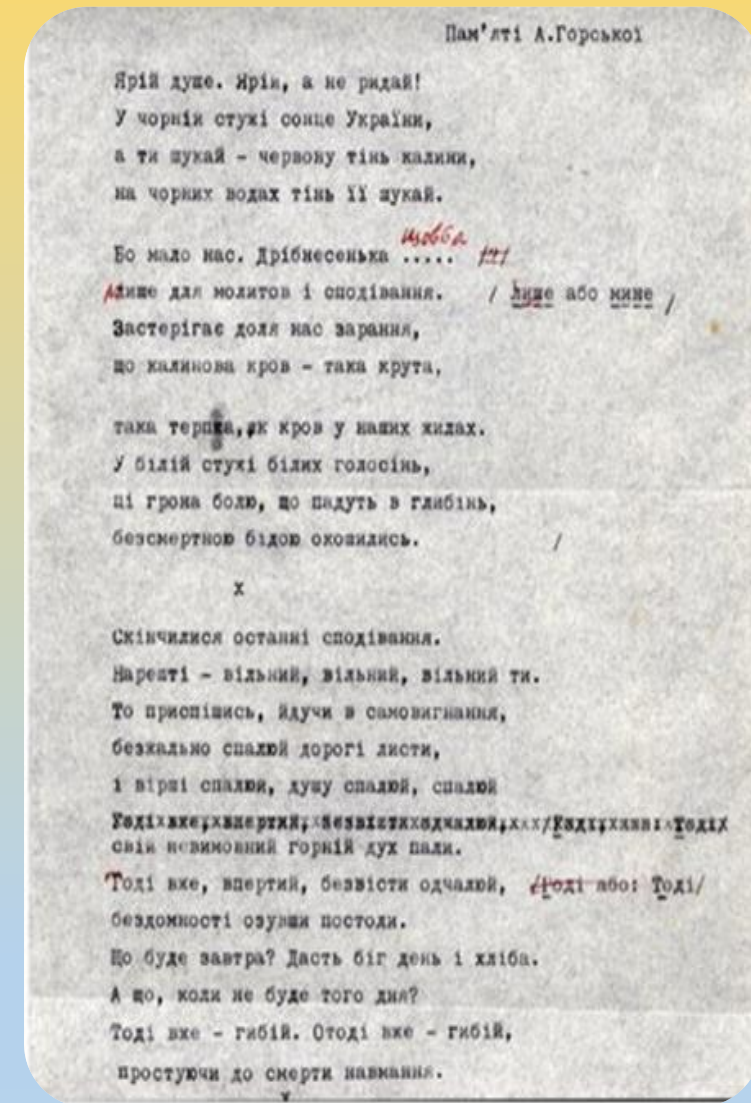 Пам'яті А.Горської
Ярій душе. Ярій, а не ридай!
У чорній стужі сонце України,
а ти шукай - червону тінь калини,
на чорних водах тінь її шукай.
щовба
Бо мало нас. Дрібнесенька ..... /?/
лише для молитов і сподівання. / лише або мине /
Застерігає доля нас зарання,
що калинова кров - така крута,
така терпка, як кров у наших жилах.
У білій стужі білих голосінь,
ці грона болю, що падуть в глибінь,
безсмертною бідою окошились. /
х
Скінчилися останні сподівання.
Нарешті - вільний, вільний, вільний ти.
То приспішись, йдучи в самовигнання,
безжально спалюй дорогі листи,
і вірші спалюй, душу спалюй, спалюй
свій невимовний горній дух пали.
Тоді вже, впертий, безвісти одчалюй, /Годі або: Тоді/
бездомності озувши постоли.
Що буде завтра? Дасть біг день і хліба.
А що, коли не буде того дня?
Тоді вже - гибій. Отоді вже - гибій,
простуючи до смерти навмання.
х